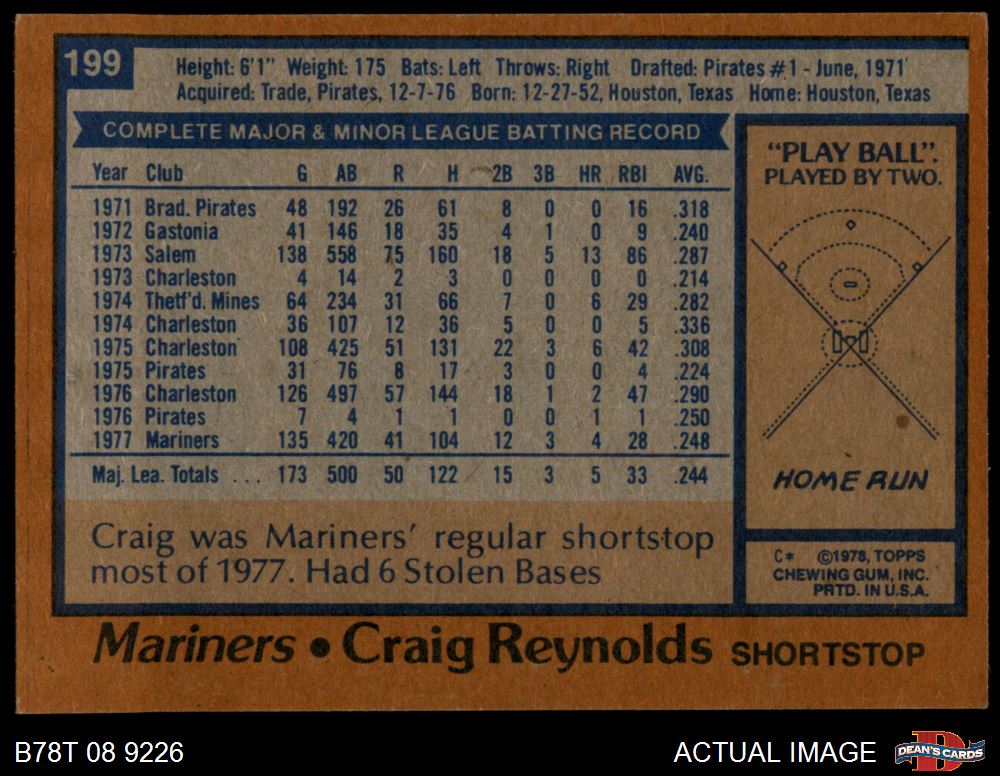 199
Height: 6'1" Weight: 175 Bats: Left Throws: Right Drafted: Pirates #1 - June, 1971
Acquired: Trade, Pirates, 12-7-76 Born: 12-27-52, Houston, Texas Home: Houston, Texas
COMPLETE MAJOR & MINOR LEAGUE BATTING RECORD
Year Club G AB R H 2B 3B HR RBI AVG.
1971 Brad. Pirates 48 192 26 61 8 0 0 16 .318
1972 Gastonia 41 146 18 35 4 1 0 9 .240
1973 Salem 138 558 75 160 18 5 13 86 .287
1973 Charleston 4 14 2 3 0 0 0 0 .214
1974 Thetf'd. Mines 64 234 31 66 7 0 6 29 .282
1974 Charleston 36 107 12 36 5 0 0 5 .336
1975 Charleston 108 425 51 131 22 3 6 42 .308
1975 Pirates 31 76 8 17 3 0 0 4 .224
1976 Charleston 126 497 57 144 18 1 2 47 .290
1976 Pirates 7 4 1 1 0 0 1 1 .250
1977 Mariners 135 420 41 104 12 3 4 28 .248
Maj. Lea. Totals ... 173 500 50 122 15 3 5 33 .244
Craig was Mariners' regular shortstop
most of 1977. Had 6 Stolen Bases
"PLAY BALL".
PLAYED BY TWO.
HOME RUN
C* ©1978, TOPPS
CHEWING GUM, INC.
PRTD. IN U.S.A.
Mariners • Craig Reynolds SHORTSTOP
B78T 08 9226
ACTUAL IMAGE
DEAN'S CARDS